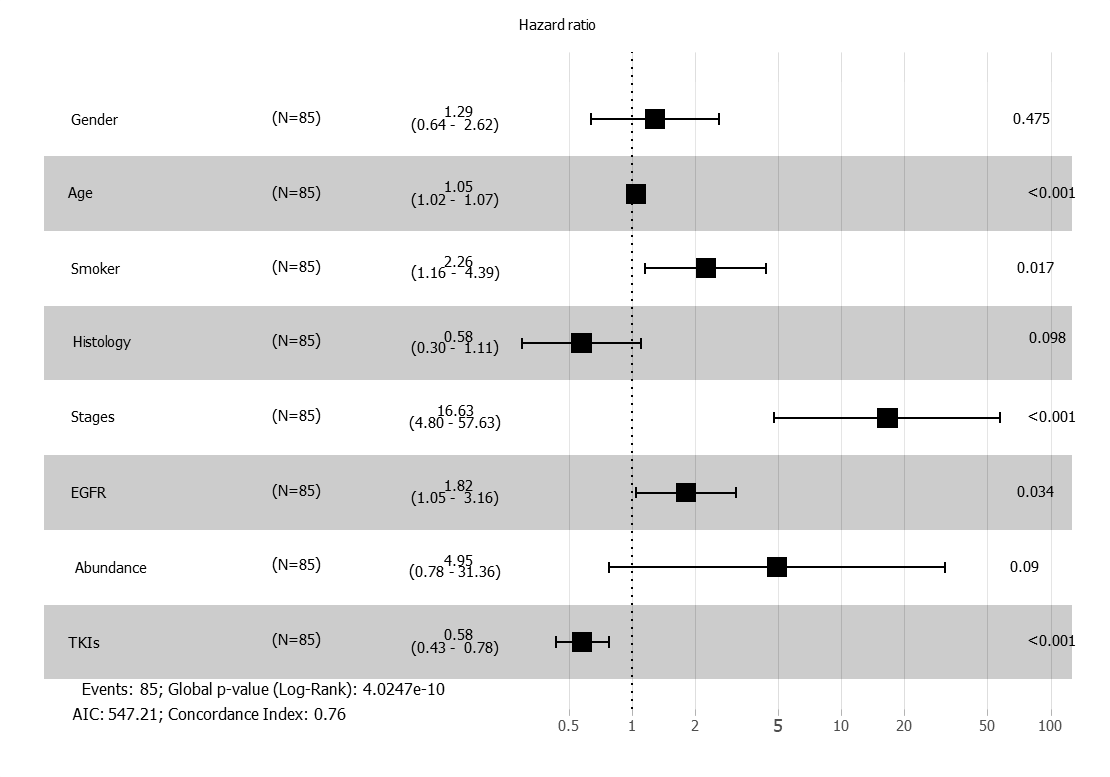 Hazard ratio
Gender (N=85) 1.29 0.475
(0.64 - 2.62)
Age (N=85) 1.05 <0.001
(1.02 - 1.07)
Smoker (N=85) 2.26 0.017
(1.16 - 4.39)
Histology (N=85) 0.58 0.098
(0.30 - 1.11)
Stages (N=85) 16.63 <0.001
(4.80 - 57.63)
EGFR (N=85) 1.82 0.034
(1.05 - 3.16)
Abundance (N=85) 4.95 0.09
(0.78 - 31.36)
TKIs (N=85) 0.58 <0.001
(0.43 - 0.78)
Events: 85; Global p-value (Log-Rank): 4.0247e-10
AIC: 547.21; Concordance Index: 0.76
0.5 1 2 5 10 20 50 100